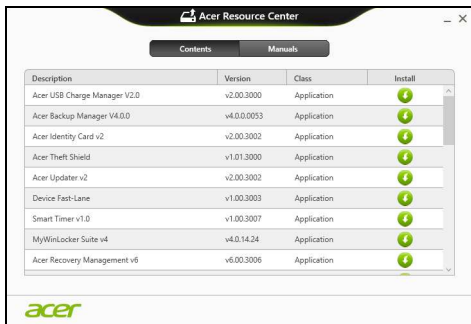 Acer Resource Center
Contents Manuals
Description Version Class Install
Acer USB Charge Manager V2.0 v2.00.3000 Application
Acer Backup Manager V4.0.0 v4.0.0.0053 Application
Acer Identity Card v2 v2.00.3002 Application
Acer Theft Shield v1.01.3000 Application
Acer Updater v2 v2.00.3002 Application
Device Fast-Lane v1.00.3003 Application
Smart Timer v1.0 v1.00.3007 Application
MyWinLocker Suite v4 v4.0.14.24 Application
Acer Recovery Management v6 v6.00.3006 Application
acer